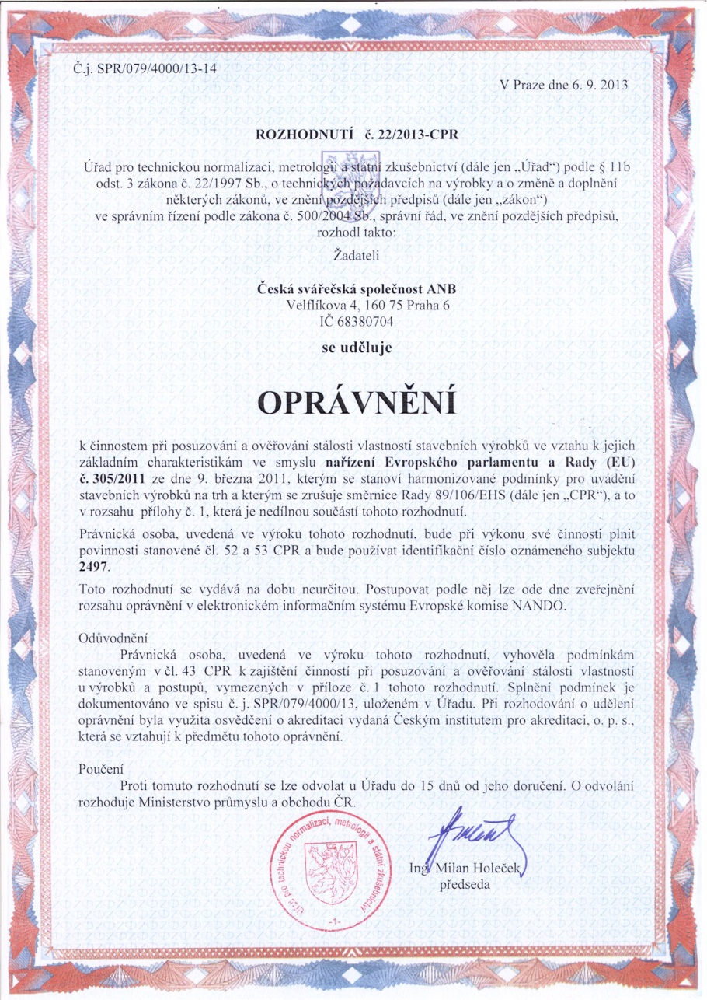 Č.j. SPR/079/4000/13-14
V Praze dne 6. 9. 2013
ROZHODNUTÍ č. 22/2013-CPR
Úřad pro technickou normalizaci, metrologii a státní zkušebnictví (dále jen „Úřad“) podle § 11b
odst. 3 zákona č. 22/1997 Sb., o technických požadavcích na výrobky a o změně a doplnění
některých zákonů, ve znění pozdějších předpisů (dále jen „zákon“)
ve správním řízení podle zákona č. 500/2004 Sb., správní řád, ve znění pozdějších předpisů,
rozhodl takto:
Žadateli
Česká svářečská společnost ANB
Velflíkova 4, 160 75 Praha 6
IČ 68380704
se uděluje
OPRÁVNĚNÍ
k činnostem při posuzování a ověřování stálosti vlastností stavebních výrobků ve vztahu k jejich
základním charakteristikám ve smyslu nařízení Evropského parlamentu a Rady (EU)
č. 305/2011 ze dne 9. března 2011, kterým se stanoví harmonizované podmínky pro uvádění
stavebních výrobků na trh a kterým se zrušuje směrnice Rady 89/106/EHS (dále jen „CPR“), a to
v rozsahu přílohy č. 1, která je nedílnou součástí tohoto rozhodnutí.
Právnická osoba, uvedená ve výroku tohoto rozhodnutí, bude při výkonu své činnosti plnit
povinnosti stanovené čl. 52 a 53 CPR a bude používat identifikační číslo oznámeného subjektu
2497.
Toto rozhodnutí se vydává na dobu neurčitou. Postupovat podle něj lze ode dne zveřejnění
rozsahu oprávnění v elektronickém informačním systému Evropské komise NANDO.
Odůvodnění
Právnická osoba, uvedená ve výroku tohoto rozhodnutí, vyhověla podmínkám
stanoveným v čl. 43 CPR k zajištění činností při posuzování a ověřování stálosti vlastností
u výrobků a postupů, vymezených v příloze č. 1 tohoto rozhodnutí. Splnění podmínek je
dokumentováno ve spisu č. j. SPR/079/4000/13, uloženém v Úřadu. Při rozhodování o udělení
oprávnění byla využita osvědčení o akreditaci vydaná Českým institutem pro akreditaci, o. p. s.,
která se vztahují k předmětu tohoto oprávnění.
Poučení
Proti tomuto rozhodnutí se lze odvolat u Úřadu do 15 dnů od jeho doručení. O odvolání
rozhoduje Ministerstvo průmyslu a obchodu ČR.
Úřad pro technickou normalizaci, metrologii a státní zkušebnictví
-1-
Ing. Milan Holeček
předseda